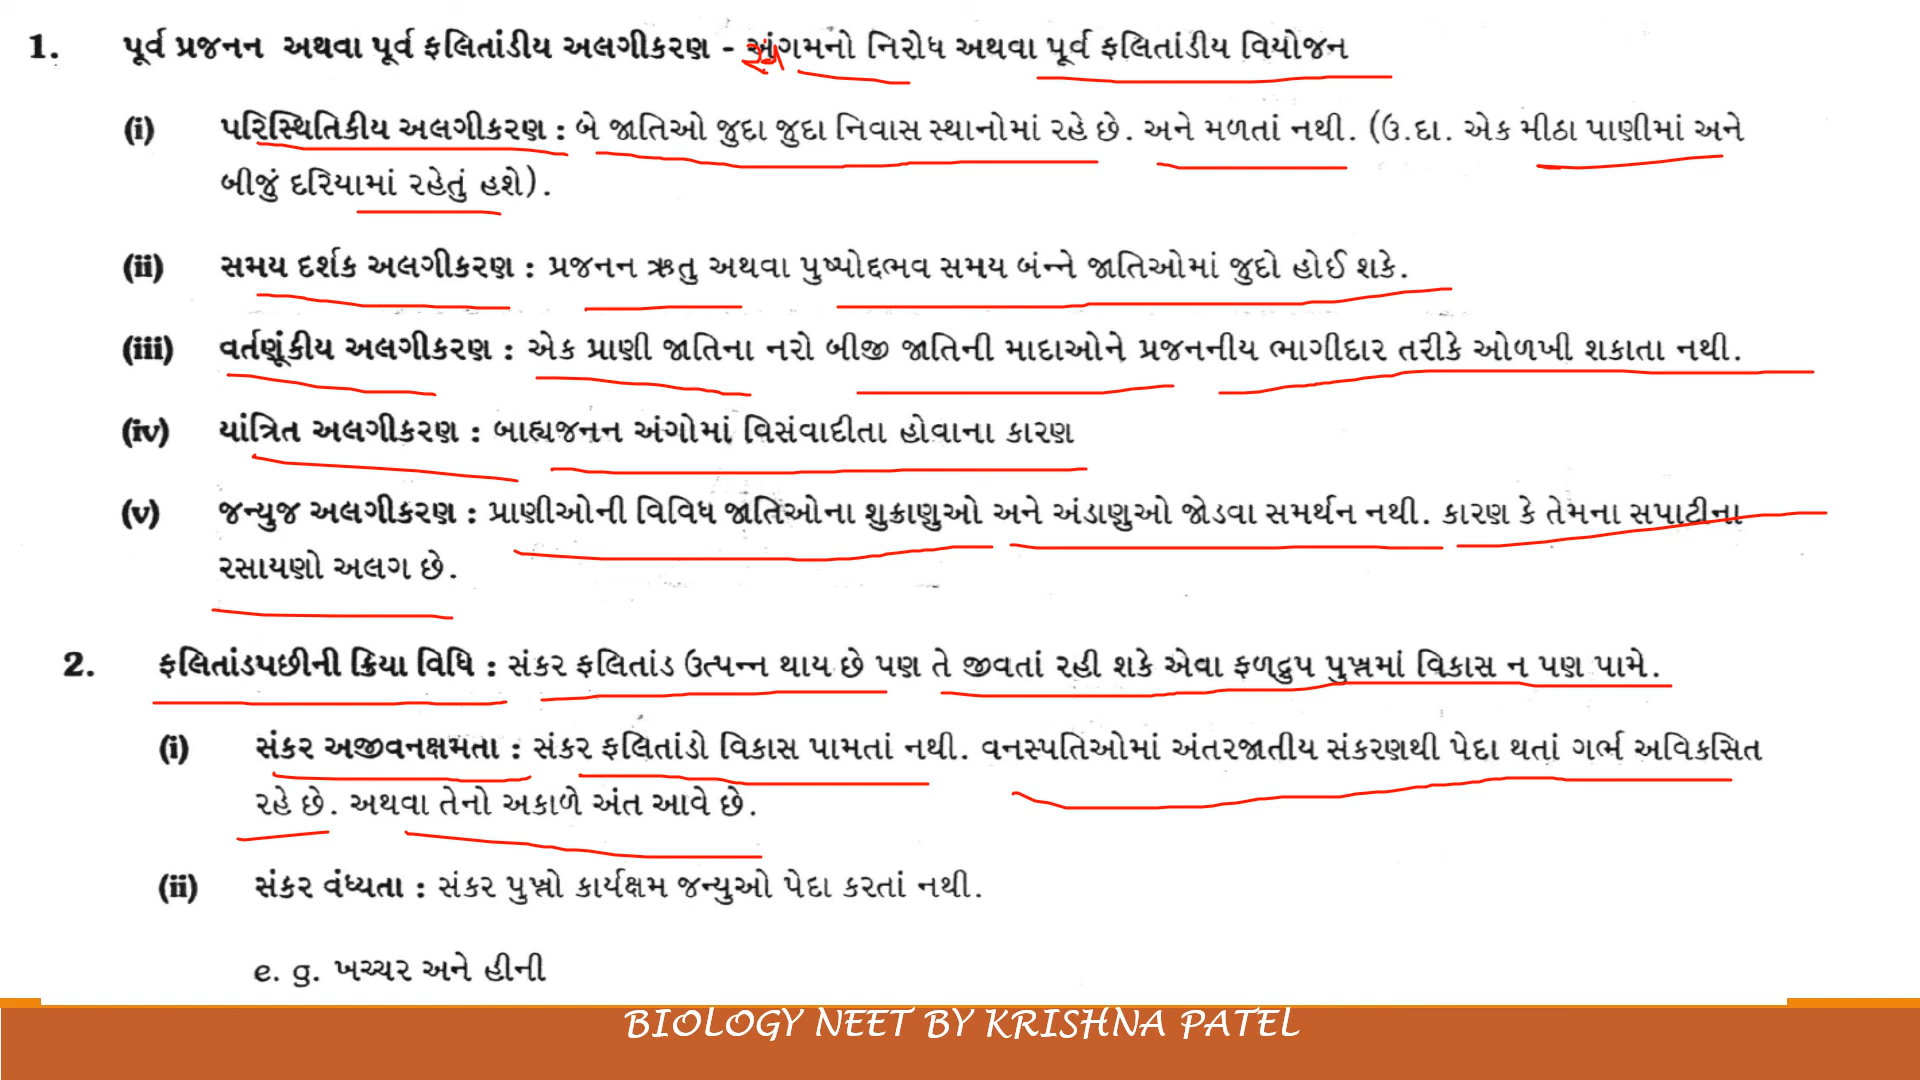 1. પૂર્વ પ્રજનન અથવા પૂર્વ ફલિતાંડીય અલગીકરણ - સંગમનો નિરોધ અથવા પૂર્વ ફલિતાંડીય વિયોજન
(i) પરિસ્થિતિકીય અલગીકરણ : બે જાતિઓ જુદા જુદા નિવાસ સ્થાનોમાં રહે છે. અને મળતાં નથી. (ઉ.દા. એક મીઠા પાણીમાં અને
બીજું દરિયામાં રહેતું હશે).
(ii) સમય દર્શક અલગીકરણ : પ્રજનન ઋતુ અથવા પુષ્પોદ્દભવ સમય બંન્ને જાતિઓમાં જુદો હોઈ શકે.
(iii) વર્તણૂંકીય અલગીકરણ : એક પ્રાણી જાતિના નરો બીજી જાતિની માદાઓને પ્રજનનીય ભાગીદાર તરીકે ઓળખી શકાતા નથી.
(iv) યાંત્રિત અલગીકરણ : બાહ્યજનન અંગોમાં વિસંવાદીતા હોવાના કારણ
(v) જન્યુજ અલગીકરણ : પ્રાણીઓની વિવિધ જાતિઓના શુક્રાણુઓ અને અંડાણુઓ જોડવા સમર્થન નથી. કારણ કે તેમના સપાટીના
રસાયણો અલગ છે.
2. ફલિતાંડપછીની ક્રિયા વિધિ : સંકર ફલિતાંડ ઉત્પન્ન થાય છે પણ તે જીવતાં રહી શકે એવા ફળદ્રુપ પુખ્તમાં વિકાસ ન પણ પામે.
(i) સંકર અજીવનક્ષમતા : સંકર ફલિતાંડો વિકાસ પામતાં નથી. વનસ્પતિઓમાં અંતરજાતીય સંકરણથી પેદા થતાં ગર્ભ અવિકસિત
રહે છે. અથવા તેનો અકાળે અંત આવે છે.
(ii) સંકર વંધ્યતા : સંકર પુખ્તો કાર્યક્ષમ જન્યુઓ પેદા કરતાં નથી.
e. g. ખચ્ચર અને હીની
BIOLOGY NEET BY KRISHNA PATEL